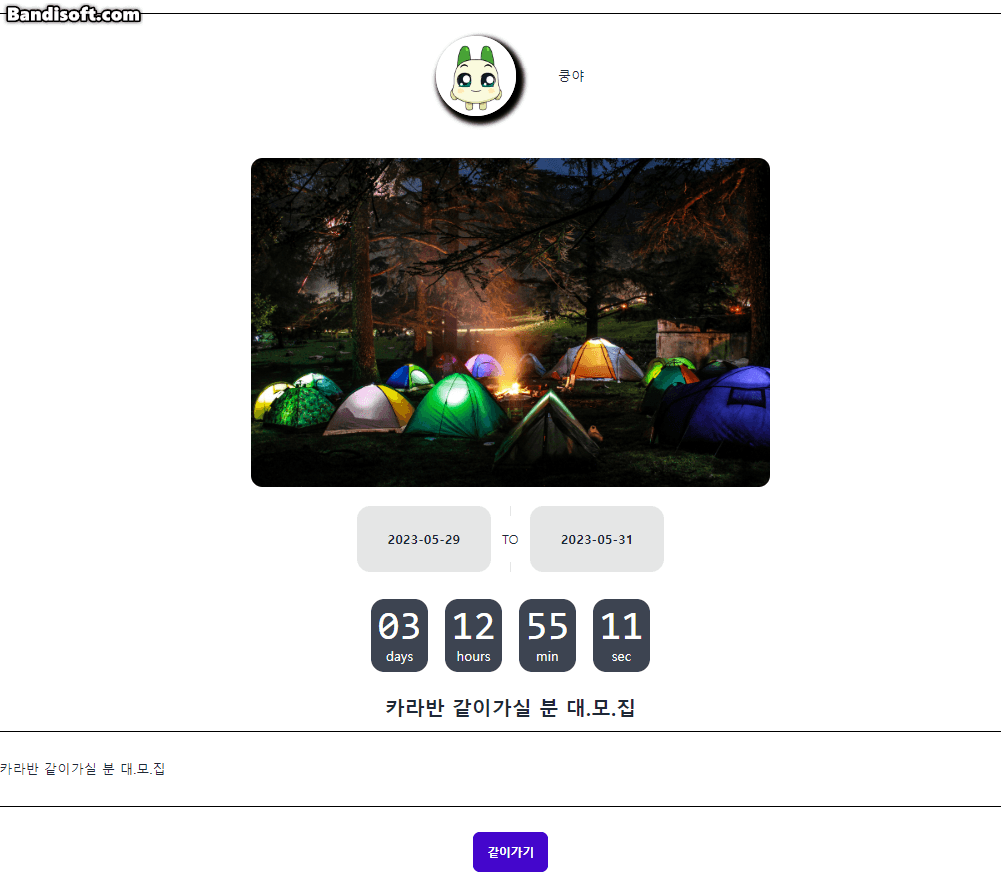 Bandisoft.com
쿵야
2023-05-29 TO 2023-05-31
03 12 55 11
days hours min sec
카라반 같이가실 분 대.모.집
카라반 같이가실 분 대.모.집
같이가기